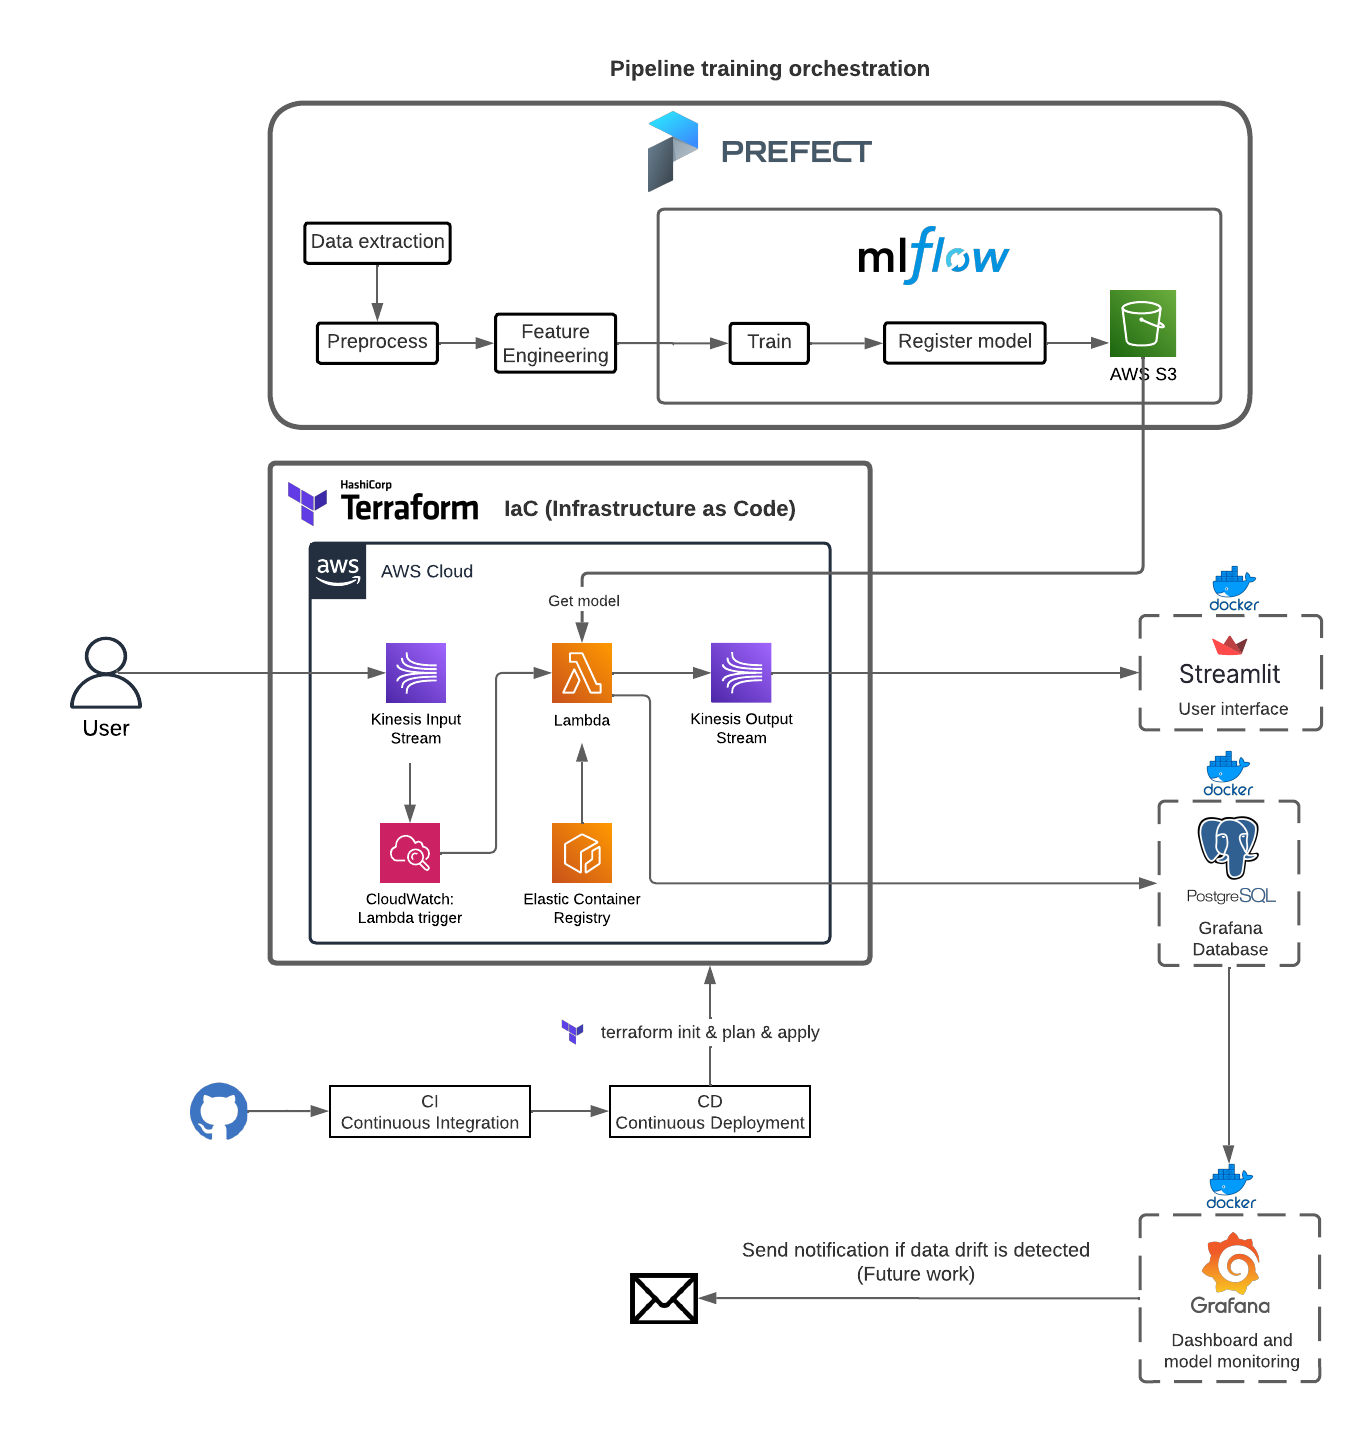 Pipeline training orchestration
PREFECT
mlflow
Data extraction
Preprocess
Feature
Engineering
Train
Register model
AWS S3
HashiCorp
Terraform
IaC (Infrastructure as Code)
aws
AWS Cloud
Get model
User
Kinesis Input
Stream
Lambda
Kinesis Output
Stream
CloudWatch:
Lambda trigger
Elastic Container
Registry
docker
Streamlit
User interface
docker
PostgreSQL
Grafana
Database
terraform init & plan & apply
CI
Continuous Integration
CD
Continuous Deployment
docker
Grafana
Dashboard and
model monitoring
Send notification if data drift is detected
(Future work)